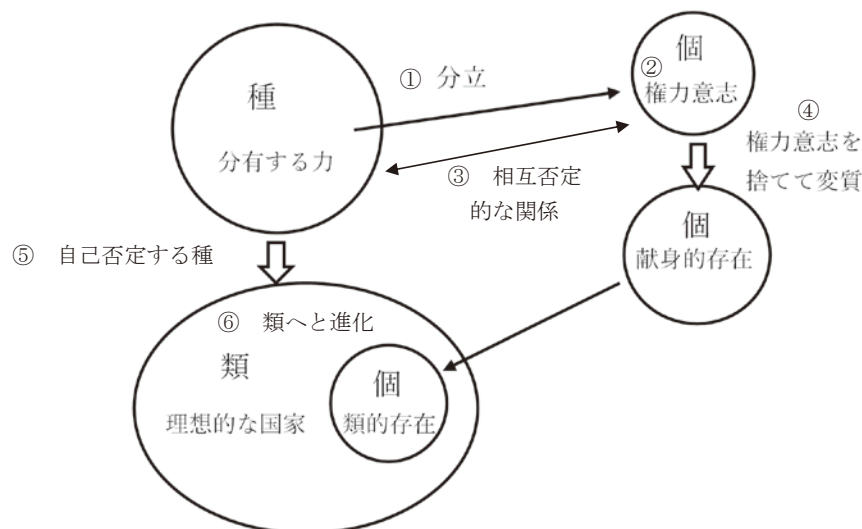 種
分有する力
① 分立
個
②
権力意志
③ 相互否定
的な関係
④
権力意志を
捨てて変質
個
献身的存在
⑤ 自己否定する種
⑥ 類へと進化
類
理想的な国家
個
類的存在